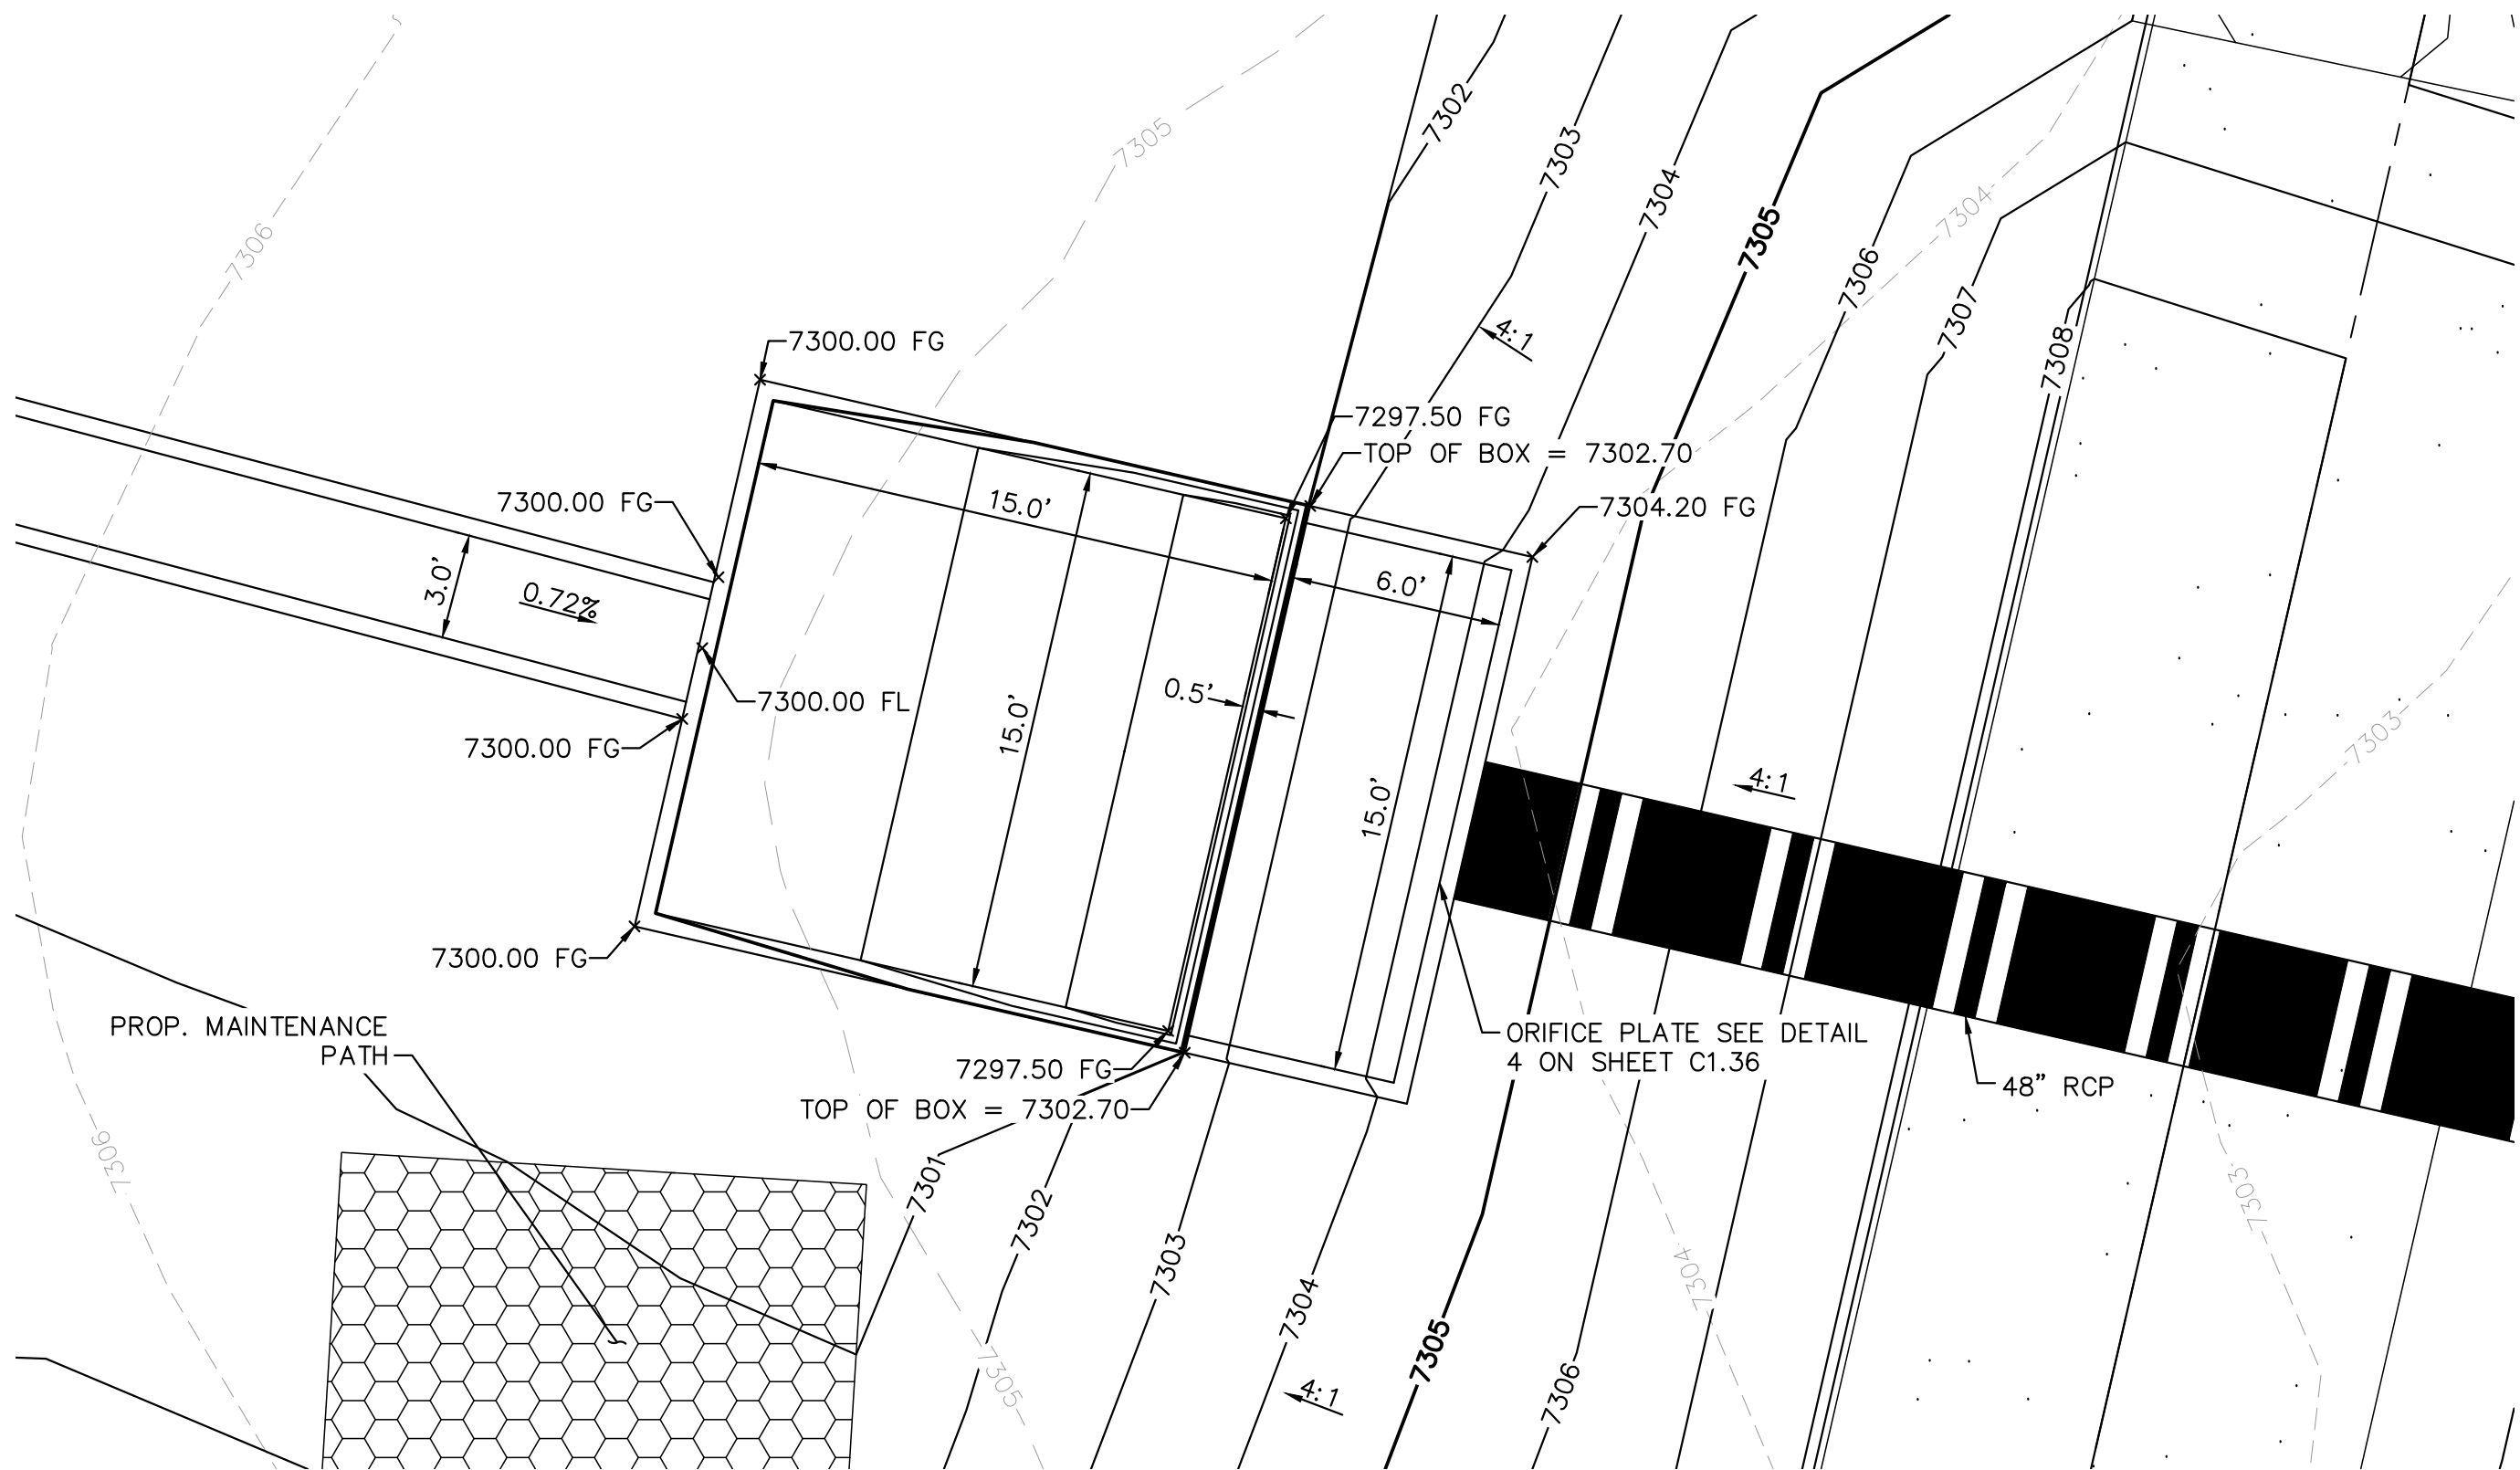 7302
7305
7303
7304
7304
7305
7306
7306
7307
4:1
7308
7300.00 FG
7297.50 FG
TOP OF BOX = 7302.70
7300.00 FG
15.0'
7304.20 FG
3.0'
0.72%
6.0'
0.5'
7300.00 FL
15.0'
7300.00 FG
7303
4:1
15.0'
7300.00 FG
PROP. MAINTENANCE
PATH
ORIFICE PLATE SEE DETAIL
4 ON SHEET C1.36
7297.50 FG
48" RCP
TOP OF BOX = 7302.70
7306
7301
7302
7303
7303
7304
7304
7305
7305
4:1
7306